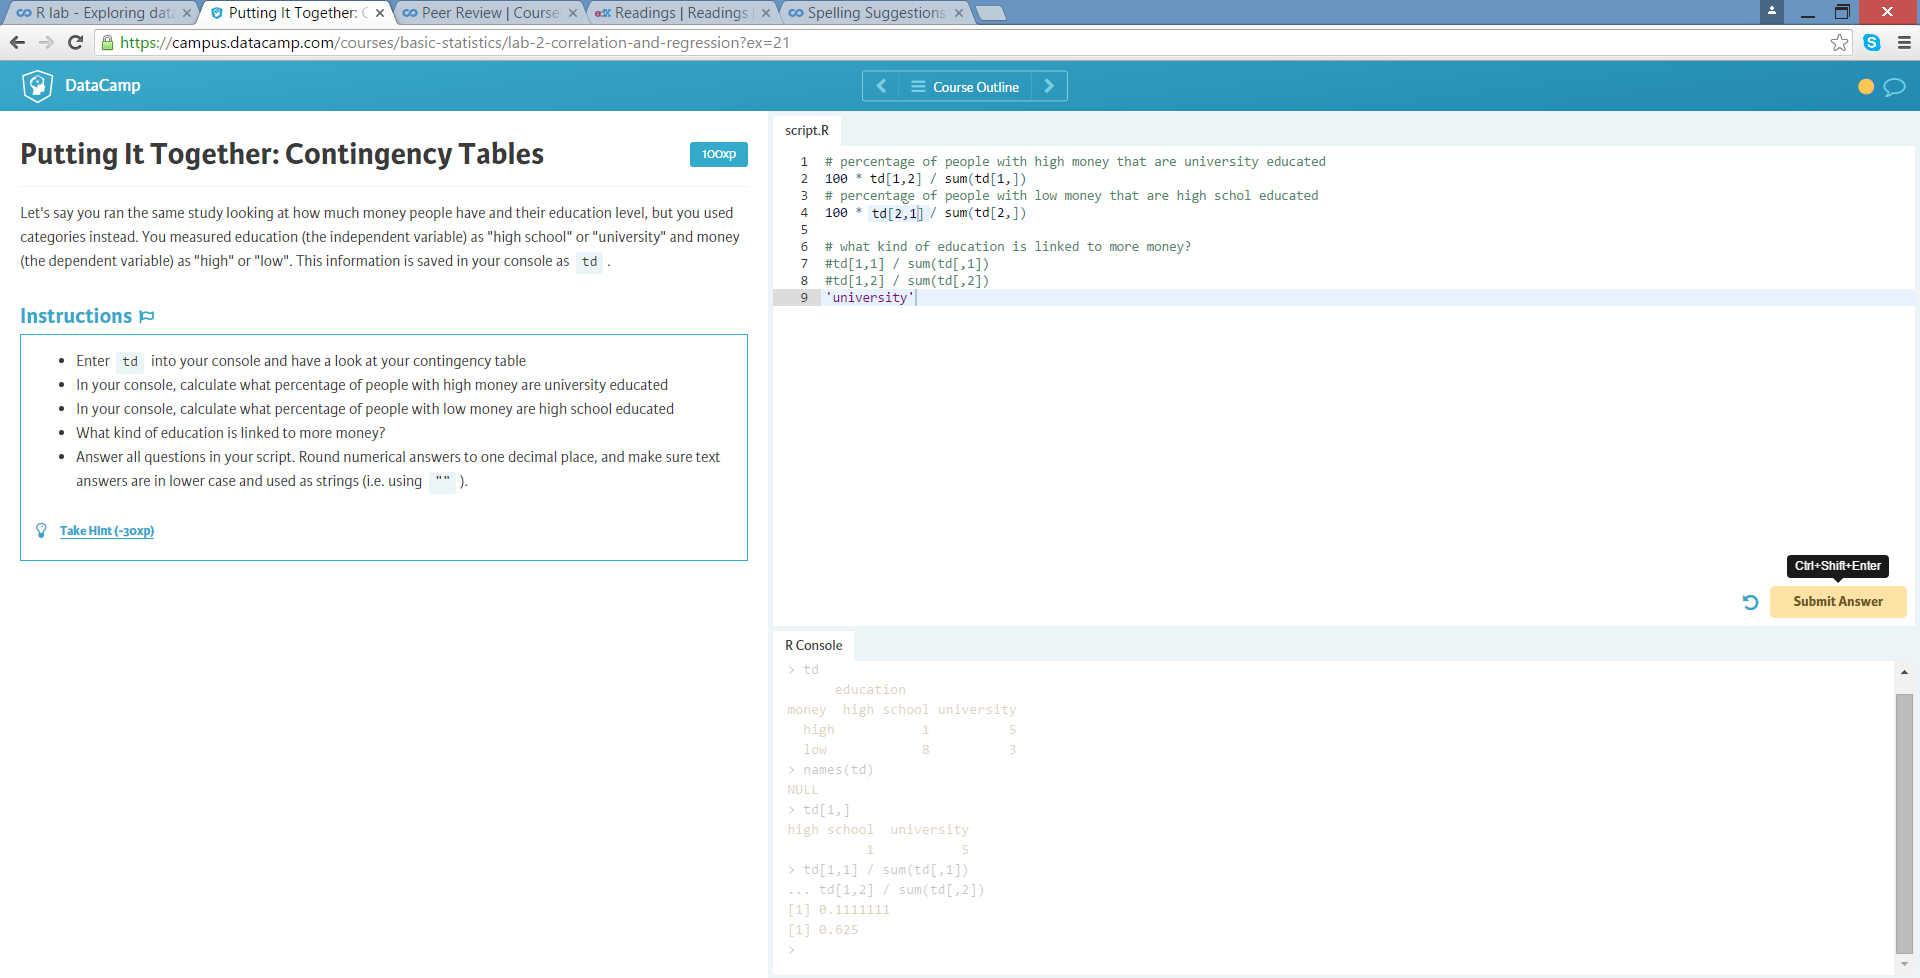 R lab - Exploring data
Putting It Together: C
Peer Review | Course
edX Readings | Readings
Spelling Suggestions
https://campus.datacamp.com/courses/basic-statistics/lab-2-correlation-and-regression?ex=21
DataCamp
Course Outline
Putting It Together: Contingency Tables
100xp
Let's say you ran the same study looking at how much money people have and their education level, but you used
categories instead. You measured education (the independent variable) as "high school" or "university" and money
(the dependent variable) as "high" or "low". This information is saved in your console as td .
Instructions
• Enter td into your console and have a look at your contingency table
• In your console, calculate what percentage of people with high money are university educated
• In your console, calculate what percentage of people with low money are high school educated
• What kind of education is linked to more money?
• Answer all questions in your script. Round numerical answers to one decimal place, and make sure text
answers are in lower case and used as strings (i.e. using "" ).
Take Hint (-30xp)
script.R
1 # percentage of people with high money that are university educated
2 100 * td[1,2] / sum(td[1,])
3 # percentage of people with low money that are high schol educated
4 100 * td[2,1] / sum(td[2,])
5
6 # what kind of education is linked to more money?
7 #td[1,1] / sum(td[,1])
8 #td[1,2] / sum(td[,2])
9 'university'
Ctrl+Shift+Enter
Submit Answer
R Console
> td
education
money high school university
high 1 5
low 8 3
> names(td)
NULL
> td[1,]
high school university
1 5
> td[1,1] / sum(td[,1])
... td[1,2] / sum(td[,2])
[1] 0.1111111
[1] 0.625
>